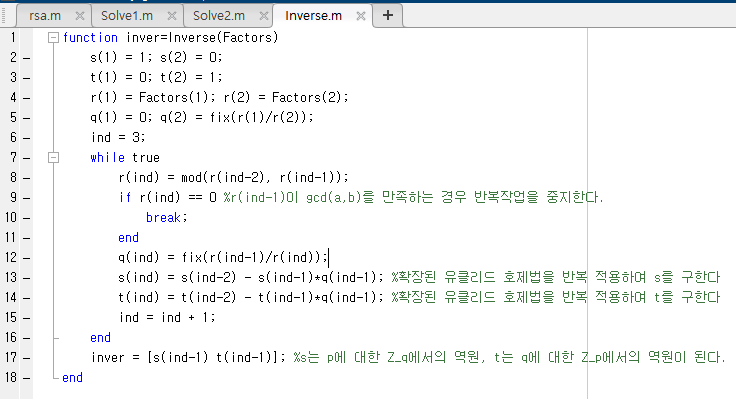 rsa.m × Solve1.m × Solve2.m × Inverse.m × +
1 function inver=Inverse(Factors)
2 – s(1) = 1; s(2) = 0;
3 – t(1) = 0; t(2) = 1;
4 – r(1) = Factors(1); r(2) = Factors(2);
5 – q(1) = 0; q(2) = fix(r(1)/r(2));
6 – ind = 3;
7 – while true
8 – r(ind) = mod(r(ind-2), r(ind-1));
9 – if r(ind) == 0 %r(ind-1)이 gcd(a,b)를 만족하는 경우 반복작업을 중지한다.
10 – break;
11 – end
12 – q(ind) = fix(r(ind-1)/r(ind));
13 – s(ind) = s(ind-2) - s(ind-1)*q(ind-1); %확장된 유클리드 호제법을 반복 적용하여 s를 구한다
14 – t(ind) = t(ind-2) - t(ind-1)*q(ind-1); %확장된 유클리드 호제법을 반복 적용하여 t를 구한다
15 – ind = ind + 1;
16 – end
17 – inver = [s(ind-1) t(ind-1)]; %s는 p에 대한 Z_q에서의 역원, t는 q에 대한 Z_p에서의 역원이 된다.
18 – end